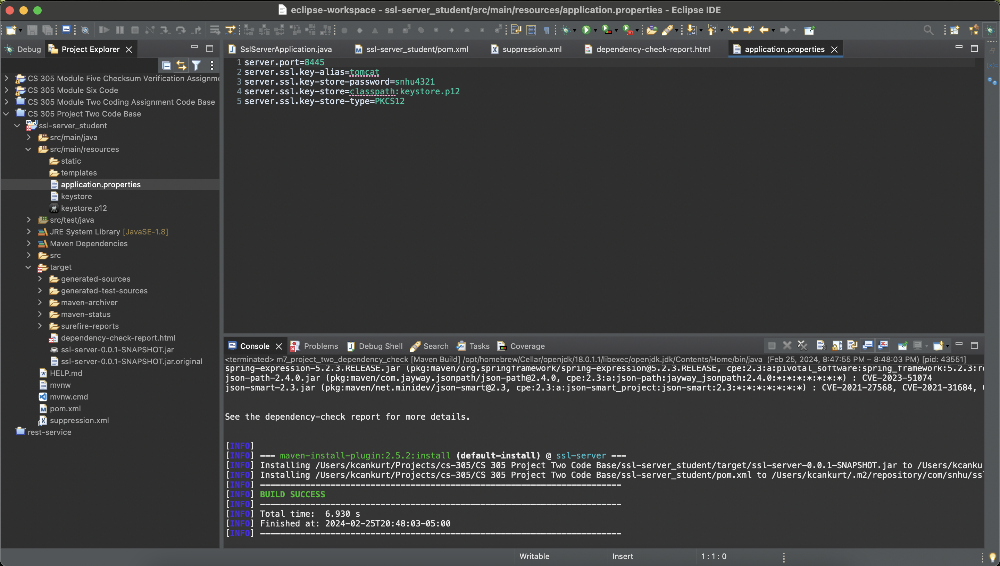 eclipse-workspace - ssl-server_student/src/main/resources/application.properties - Eclipse IDE
Debug
Project Explorer
CS 305 Module Five Checksum Verification Assignme
CS 305 Module Six Code
CS 305 Module Two Coding Assignment Code Base
CS 305 Project Two Code Base
ssl-server_student
src/main/java
src/main/resources
static
templates
application.properties
keystore
keystore.p12
src/test/java
JRE System Library [JavaSE-1.8]
Maven Dependencies
src
target
generated-sources
generated-test-sources
maven-archiver
maven-status
surefire-reports
dependency-check-report.html
ssl-server-0.0.1-SNAPSHOT.jar
ssl-server-0.0.1-SNAPSHOT.jar.original
HELP.md
mvnw
mvnw.cmd
pom.xml
suppression.xml
rest-service
SslServerApplication.java
ssl-server_student/pom.xml
suppression.xml
dependency-check-report.html
application.properties
1 server.port=8445
2 server.ssl.key-alias=tomcat
3 server.ssl.key-store-password=snhu4321
4 server.ssl.key-store=classpath:keystore.p12
5 server.ssl.key-store-type=PKCS12
Console
Problems
Debug Shell
Search
Tasks
Coverage
<terminated> m7_project_two_dependency_check [Maven Build] /opt/homebrew/Cellar/openjdk/18.0.1.1/libexec/openjdk.jdk/Contents/Home/bin/java (Feb 25, 2024, 8:47:55 PM – 8:48:03 PM) [pid: 43551]
spring-expression-5.2.3.RELEASE.jar (pkg:maven/org.springframework/spring-expression@5.2.3.RELEASE, cpe:2.3:a:pivotal_software:spring_framework:5.2.3:re
json-path-2.4.0.jar (pkg:maven/com.jayway.jsonpath/json-path@2.4.0, cpe:2.3:a:json-path:jayway_jsonpath:2.4.0:*:*:*:*:*:*:*) : CVE-2023-51074
json-smart-2.3.jar (pkg:maven/net.minidev/json-smart@2.3, cpe:2.3:a:json-smart_project:json-smart:2.3:*:*:*:*:*:*:*) : CVE-2021-27568, CVE-2021-31684,
See the dependency-check report for more details.
[INFO]
[INFO] --- maven-install-plugin:2.5.2:install (default-install) @ ssl-server ---
[INFO] Installing /Users/kcankurt/Projects/cs-305/CS 305 Project Two Code Base/ssl-server_student/target/ssl-server-0.0.1-SNAPSHOT.jar to /Users/kcankur
[INFO] Installing /Users/kcankurt/Projects/cs-305/CS 305 Project Two Code Base/ssl-server_student/pom.xml to /Users/kcankurt/.m2/repository/com/snhu/ss
[INFO] ------------------------------------------------------------------------
[INFO] BUILD SUCCESS
[INFO] ------------------------------------------------------------------------
[INFO] Total time:  6.930 s
[INFO] Finished at: 2024-02-25T20:48:03-05:00
[INFO] ------------------------------------------------------------------------
Writable
Insert
1 : 1 : 0